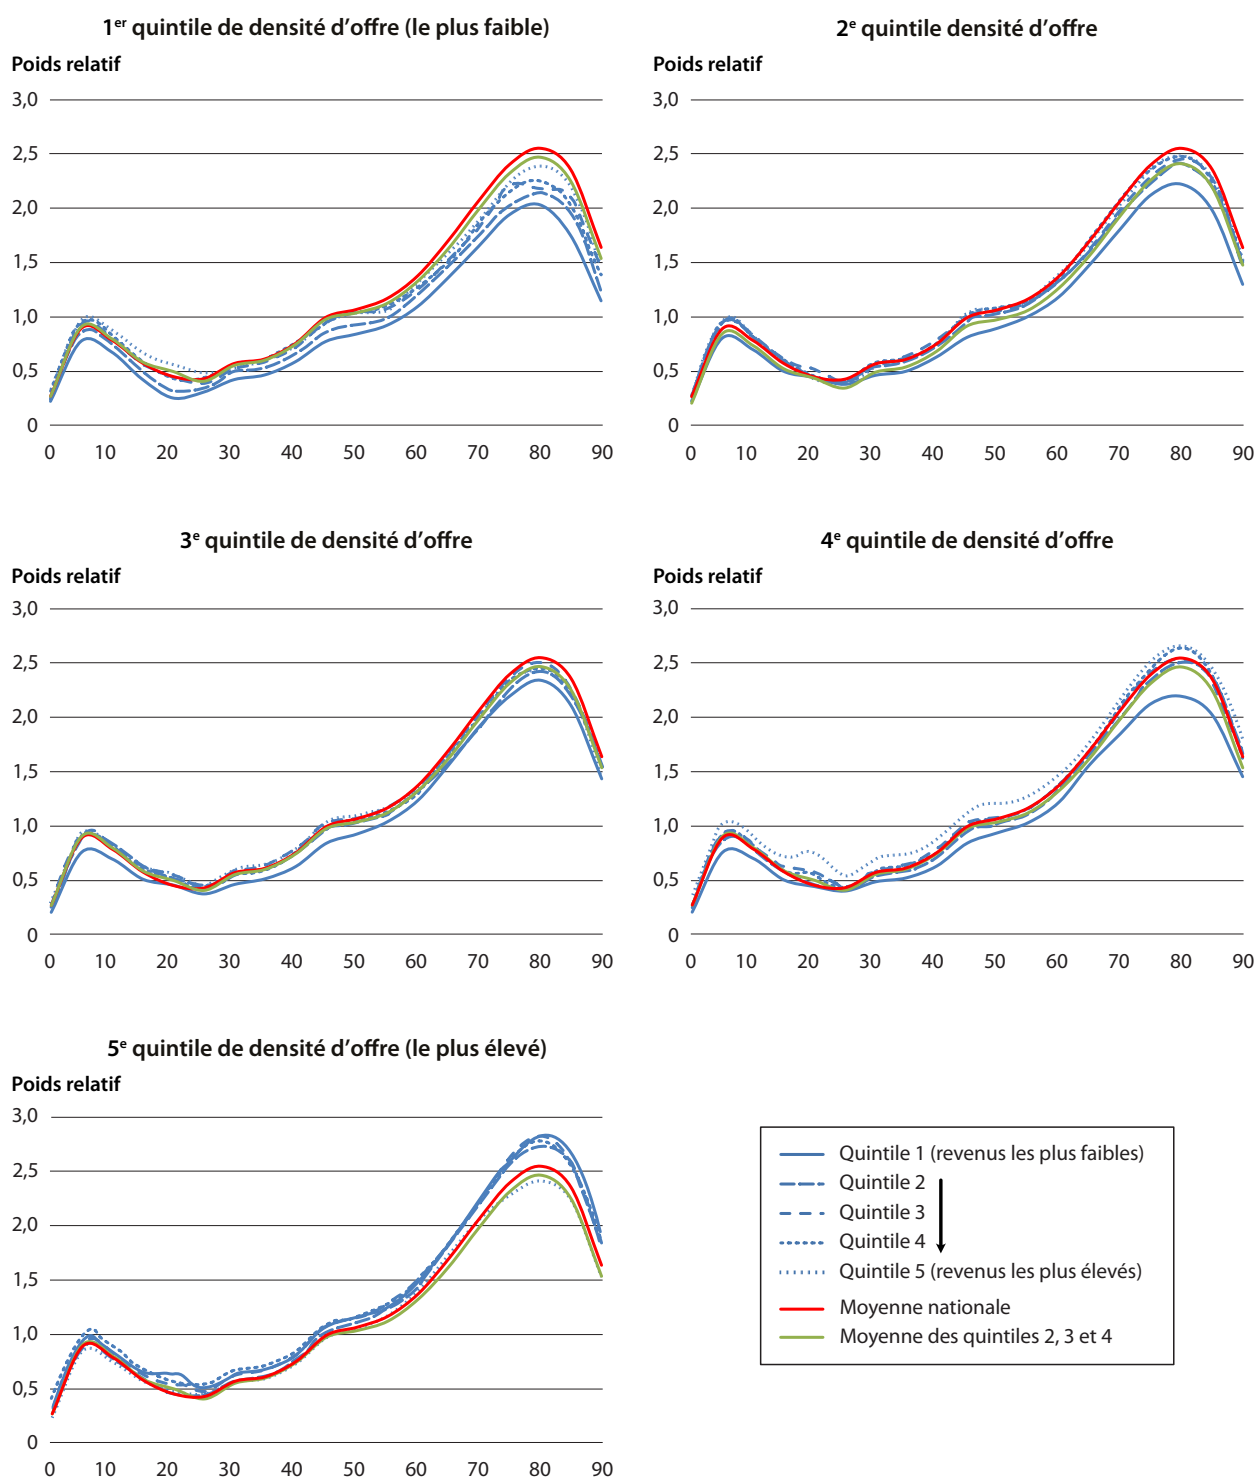 1er quintile de densité d'offre (le plus faible)
Poids relatif
3,0
2,5
2,0
1,5
1,0
0,5
0
0 10 20 30 40 50 60 70 80 90
2e quintile densité d'offre
Poids relatif
3,0
2,5
2,0
1,5
1,0
0,5
0
0 10 20 30 40 50 60 70 80 90
3e quintile de densité d'offre
Poids relatif
3,0
2,5
2,0
1,5
1,0
0,5
0
0 10 20 30 40 50 60 70 80 90
4e quintile de densité d'offre
Poids relatif
3,0
2,5
2,0
1,5
1,0
0,5
0
0 10 20 30 40 50 60 70 80 90
5e quintile de densité d'offre (le plus élevé)
Poids relatif
3,0
2,5
2,0
1,5
1,0
0,5
0
0 10 20 30 40 50 60 70 80 90
Quintile 1 (revenus les plus faibles)
Quintile 2
Quintile 3
Quintile 4
Quintile 5 (revenus les plus élevés)
Moyenne nationale
Moyenne des quintiles 2, 3 et 4